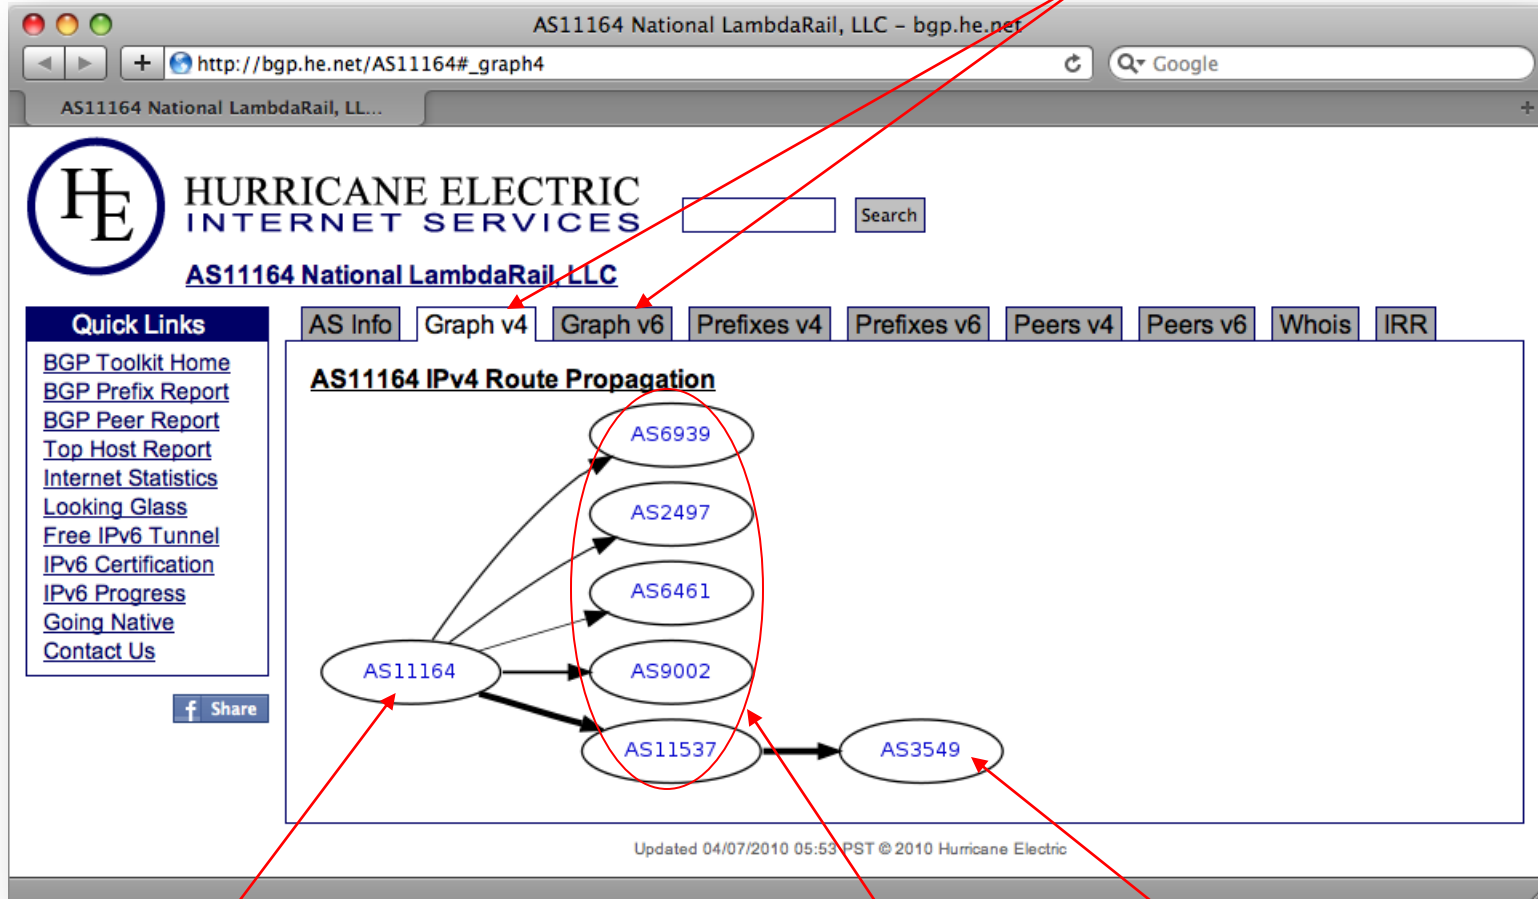 AS11164 National LambdaRail, LLC – bgp.he.net
http://bgp.he.net/AS11164#_graph4
Google
AS11164 National LambdaRail, LL...
HE
HURRICANE ELECTRIC
INTERNET SERVICES
Search
AS11164 National LambdaRail, LLC
Quick Links
BGP Toolkit Home
BGP Prefix Report
BGP Peer Report
Top Host Report
Internet Statistics
Looking Glass
Free IPv6 Tunnel
IPv6 Certification
IPv6 Progress
Going Native
Contact Us
f Share
AS Info Graph v4 Graph v6 Prefixes v4 Prefixes v6 Peers v4 Peers v6 Whois IRR
AS11164 IPv4 Route Propagation
AS6939
AS2497
AS6461
AS11164
AS9002
AS11537
AS3549
Updated 04/07/2010 05:53 PST © 2010 Hurricane Electric